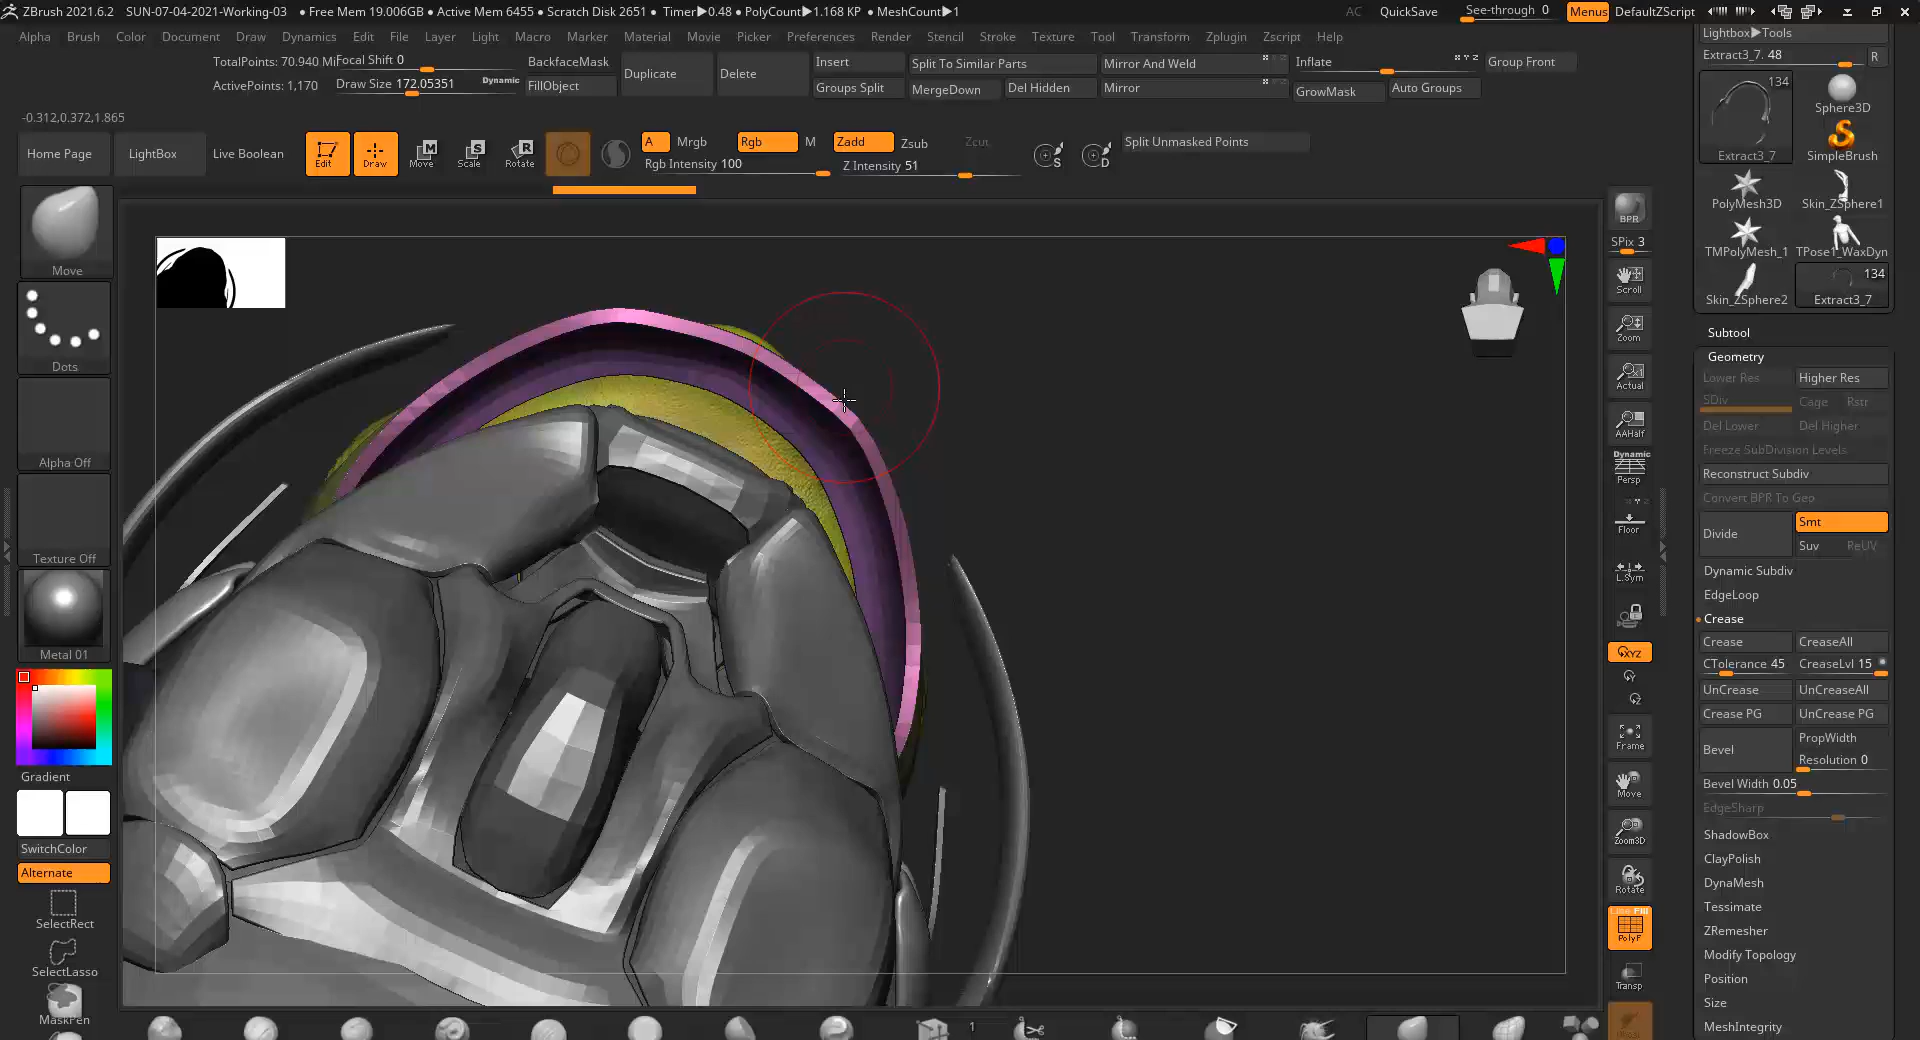 ZBrush 2021.6.2 SUN-07-04-2021-Working-03 • Free Mem 19.006GB • Active Mem 6455 • Scratch Disk 2651 • Timer▶0.48 • PolyCount▶1.168 KP • MeshCount▶1 AC QuickSave See-through 0 Menus DefaultZScript
Alpha Brush Color Document Draw Dynamics Edit File Layer Light Macro Marker Material Movie Picker Preferences Render Stencil Stroke Texture Tool Transform Zplugin Zscript Help
TotalPoints: 70.940 Mi Focal Shift 0 BackfaceMask Duplicate Delete Insert Split To Similar Parts Mirror And Weld Inflate Group Front
ActivePoints: 1,170 Draw Size 172.05351 Dynamic FillObject Groups Split MergeDown Del Hidden Mirror GrowMask Auto Groups
-0.312,0.372,1.865
Home Page LightBox Live Boolean Edit Draw Move Scale Rotate A Mrgb Rgb M Zadd Zsub Zcut Split Unmasked Points
Rgb Intensity 100 Z Intensity 51
M S R S D
Move
Dots
Alpha Off
Texture Off
Metal 01
Gradient
SwitchColor
Alternate
SelectRect
SelectLasso
MaskPen
1
BPR
SPix 3
Scroll
Zoom
Actual
AAHalf
Dynamic
Persp
Floor
L.Sym
XYZ
Y
Z
Frame
Move
Zoom3D
Rotate
Line Fill
PolyF
Transp
Lightbox▶Tools
Extract3_7. 48 R
134
Extract3_7 Sphere3D
SimpleBrush
PolyMesh3D Skin_ZSphere1
TMPolyMesh_1 TPose1_WaxDyn
134
Skin_ZSphere2 Extract3_7
Subtool
Geometry
Lower Res Higher Res
SDiv Cage Rstr
Del Lower Del Higher
Freeze SubDivision Levels
Reconstruct Subdiv
Convert BPR To Geo
Divide Smt
Suv ReUV
Dynamic Subdiv
EdgeLoop
Crease
Crease CreaseAll
CTolerance 45 CreaseLvl 15
UnCrease UnCreaseAll
Crease PG UnCrease PG
Bevel PropWidth
Resolution 0
Bevel Width 0.05
EdgeSharp
ShadowBox
ClayPolish
DynaMesh
Tessimate
ZRemesher
Modify Topology
Position
Size
MeshIntegrity